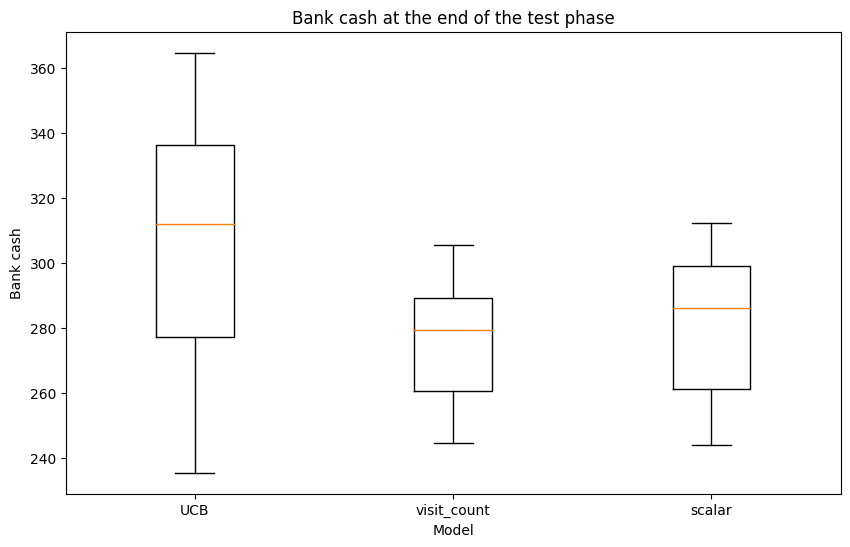 Bank cash at the end of the test phase
360
340
320
300
280
260
240
Bank cash
UCB
visit_count
scalar
Model